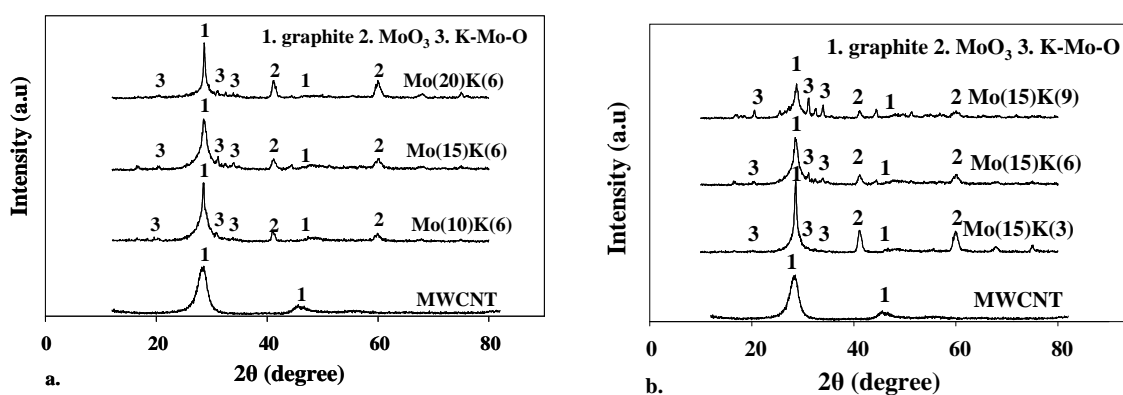 1. graphite 2. MoO3 3. K-Mo-O
1
3 3 3 2 1 2
Mo(20)K(6)
1
3 3 3 2 1 2
Mo(15)K(6)
1
3 3 3 2 1 2
Mo(10)K(6)
1
1
MWCNT
Intensity (a.u)
0 20 40 60 80
2θ (degree)
a.
1. graphite 2. MoO3 3. K-Mo-O
1
3 3 3 2 1 2
Mo(15)K(9)
1
3 3 3 2 1 2
Mo(15)K(6)
1
3 3 3 2 1 2
Mo(15)K(3)
1
1
MWCNT
Intensity (a.u)
0 20 40 60 80
2θ (degree)
b.